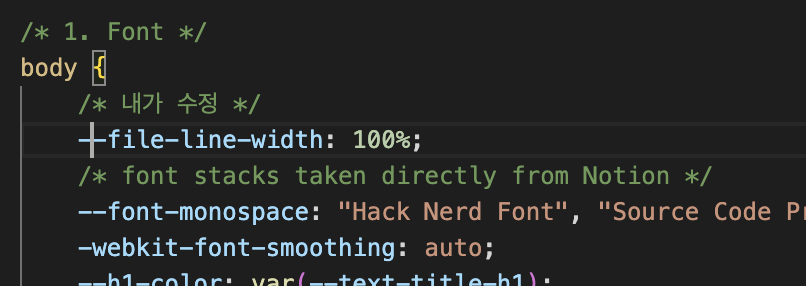 /* 1. Font */
body {
/* 내가 수정 */
--file-line-width: 100%;
/* font stacks taken directly from Notion */
--font-monospace: "Hack Nerd Font", "Source Code Pr
-webkit-font-smoothing: auto;
--h1-color: var(--text-title-h1);